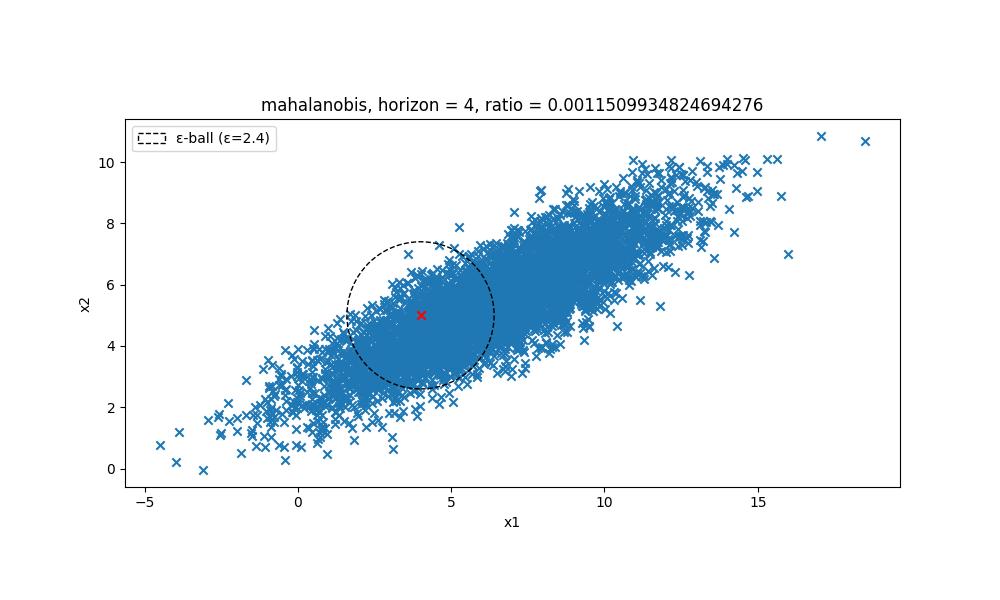 mahalanobis, horizon = 4, ratio = 0.0011509934824694276
ε-ball (ε=2.4)
10
8
6
4
2
0
x2
−5
0
5
10
15
x1